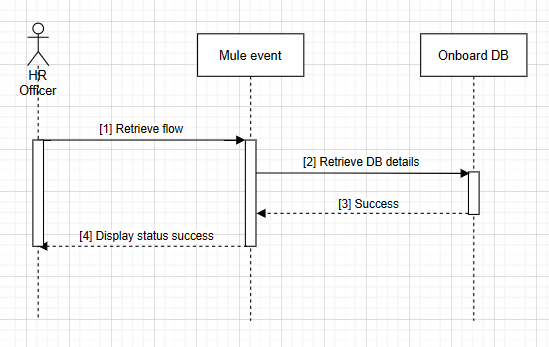 HR
Officer
Mule event
Onboard DB
[1] Retrieve flow
[2] Retrieve DB details
[3] Success
[4] Display status success